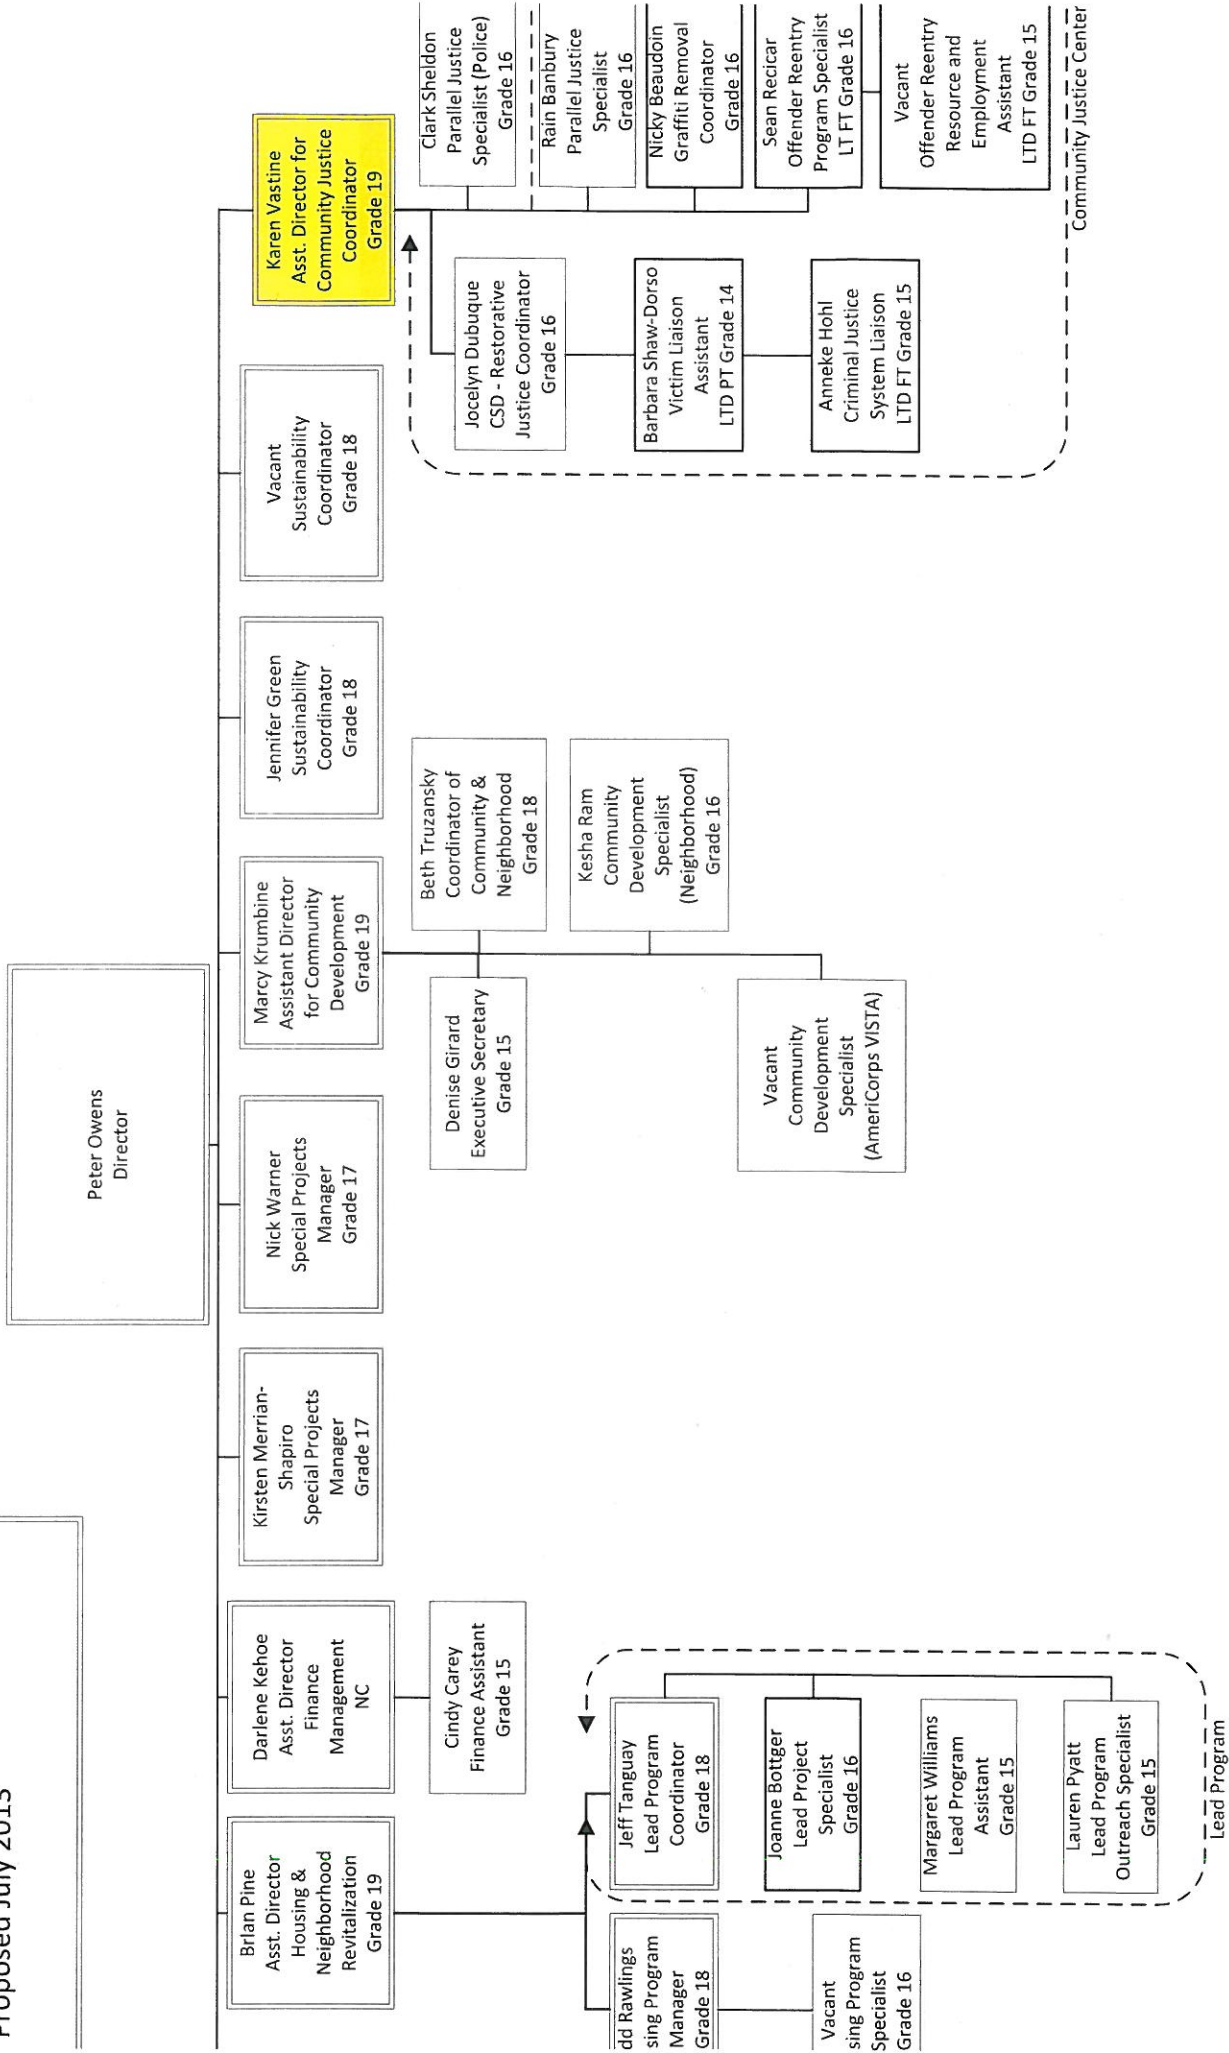 Proposed July 2013
Peter Owens
Director
Brian Pine
Asst. Director
Housing &
Neighborhood
Revitalization
Grade 19
Darlene Kehoe
Asst. Director
Finance
Management
NC
Kirsten Merrian-
Shapiro
Special Projects
Manager
Grade 17
Nick Warner
Special Projects
Manager
Grade 17
Marcy Krumbine
Assistant Director
for Community
Development
Grade 19
Jennifer Green
Sustainability
Coordinator
Grade 18
Vacant
Sustainability
Coordinator
Grade 18
Karen Vastine
Asst. Director for
Community Justice
Coordinator
Grade 19
dd Rawlings
sing Program
Manager
Grade 18
Vacant
sing Program
Specialist
Grade 16
Jeff Tanguay
Lead Program
Coordinator
Grade 18
Joanne Bottger
Lead Project
Specialist
Grade 16
Margaret Williams
Lead Program
Assistant
Grade 15
Lauren Pyatt
Lead Program
Outreach Specialist
Grade 15
Lead Program
Cindy Carey
Finance Assistant
Grade 15
Denise Girard
Executive Secretary
Grade 15
Beth Truzansky
Coordinator of
Community &
Neighborhood
Grade 18
Kesha Ram
Community
Development
Specialist
(Neighborhood)
Grade 16
Vacant
Community
Development
Specialist
(AmeriCorps VISTA)
Jocelyn Dubuque
CSD - Restorative
Justice Coordinator
Grade 16
Barbara Shaw-Dorso
Victim Liaison
Assistant
LTD PT Grade 14
Anneke Hohl
Criminal Justice
System Liaison
LTD FT Grade 15
Clark Sheldon
Parallel Justice
Specialist (Police)
Grade 16
Rain Banbury
Parallel Justice
Specialist
Grade 16
Nicky Beaudoin
Graffiti Removal
Coordinator
Grade 16
Sean Recicar
Offender Reentry
Program Specialist
LT FT Grade 16
Vacant
Offender Reentry
Resource and
Employment
Assistant
LTD FT Grade 15
Community Justice Center